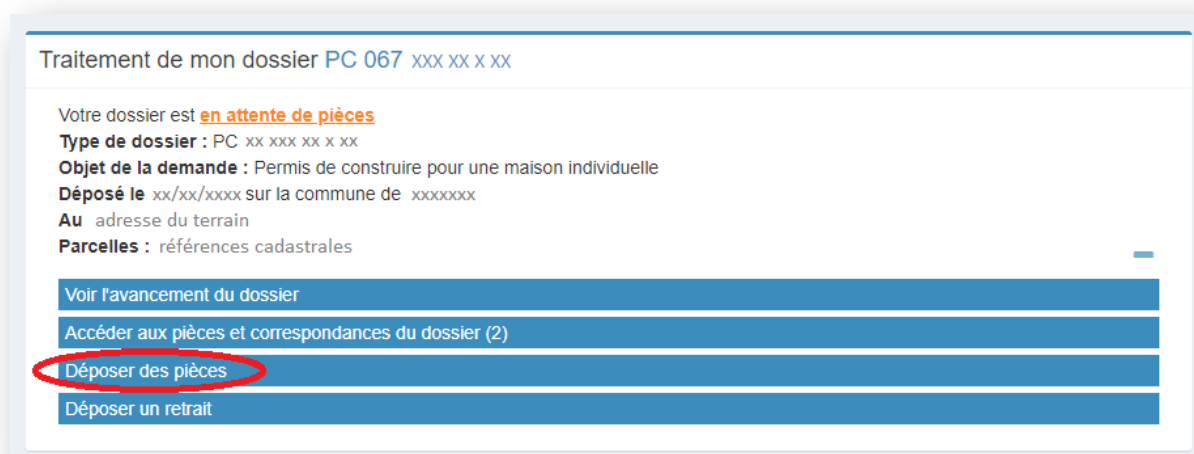 Traitement de mon dossier PC 067 xxx xx x xx
Votre dossier est en attente de pièces
Type de dossier : PC xx xxx xx x xx
Objet de la demande : Permis de construire pour une maison individuelle
Déposé le xx/xx/xxxx sur la commune de xxxxxxx
Au adresse du terrain
Parcelles : références cadastrales
Voir l'avancement du dossier
Accéder aux pièces et correspondances du dossier (2)
Déposer des pièces
Déposer un retrait